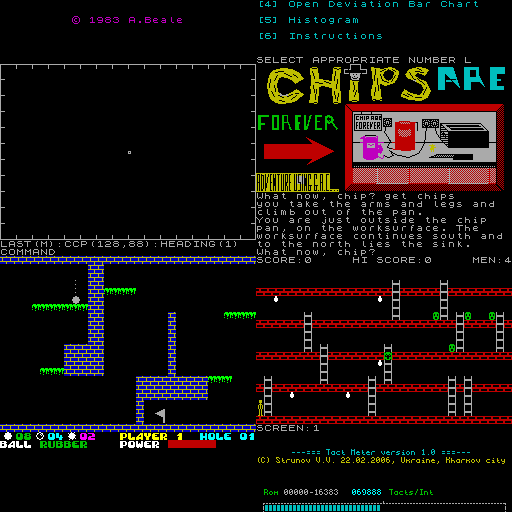 © 1983 A.Beale
LAST(M):CCP(128,88):HEADING(1)
COMMAND
[4] Open Deviation Bar Chart
[5] Histogram
[6] Instructions
SELECT APPROPRIATE NUMBER L
CHIPS ARE
FOREVER
CHIP ARE
FOREVER
What now, chip? get chips
you take the arms and legs and
climb out of the pan.
You are just outside the chip
pan, on the worksurface. The
worksurface continues south and
to the north lies the sink.
What now, chip?
00 04 02 PLAYER 1 HOLE 01
BALL RUBBER POWER
SCORE:0 HI SCORE:0 MEN:4
SCREEN:1
---=== Tact Meter version 1.0 ===---
(C) Strunov V.V. 22.02.2006, Ukraine, Kharkov city
Rom 00000-16383 069888 Tacts/Int